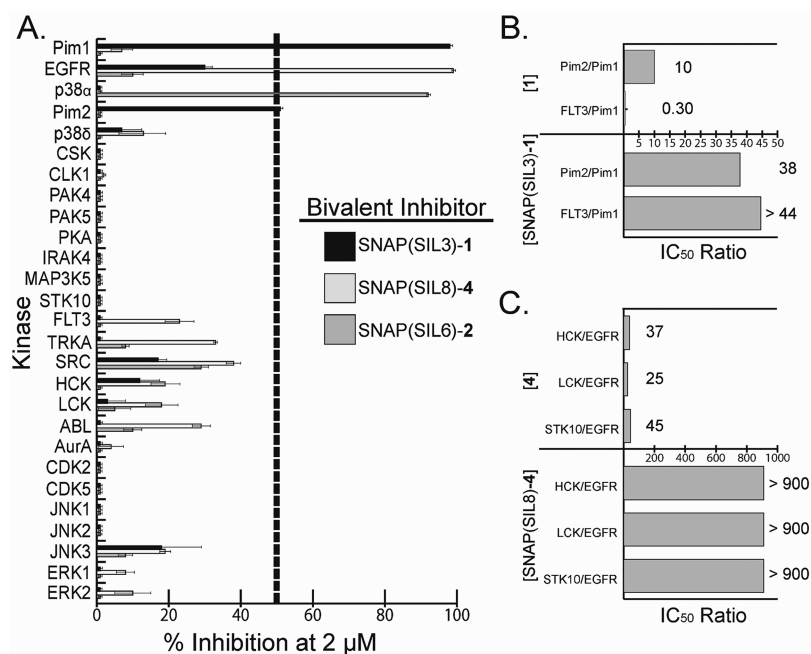 A.
Pim1
EGFR
p38α
Pim2
p38δ
CSK
CLK1
PAK4
PAK5
PKA
IRAK4
MAP3K5
STK10
FLT3
TRKA
SRC
HCK
LCK
ABL
AurA
CDK2
CDK5
JNK1
JNK2
JNK3
ERK1
ERK2
Kinase
0 20 40 60 80 100
% Inhibition at 2 µM
Bivalent Inhibitor
SNAP(SIL3)-1
SNAP(SIL8)-4
SNAP(SIL6)-2
B.
[1]
Pim2/Pim1 10
FLT3/Pim1 0.30
5 10 15 20 25 30 35 40 45 50
[SNAP(SIL3)-1]
Pim2/Pim1 38
FLT3/Pim1 > 44
IC50 Ratio
C.
[4]
HCK/EGFR 37
LCK/EGFR 25
STK10/EGFR 45
200 400 600 800 1000
[SNAP(SIL8)-4]
HCK/EGFR > 900
LCK/EGFR > 900
STK10/EGFR > 900
IC50 Ratio